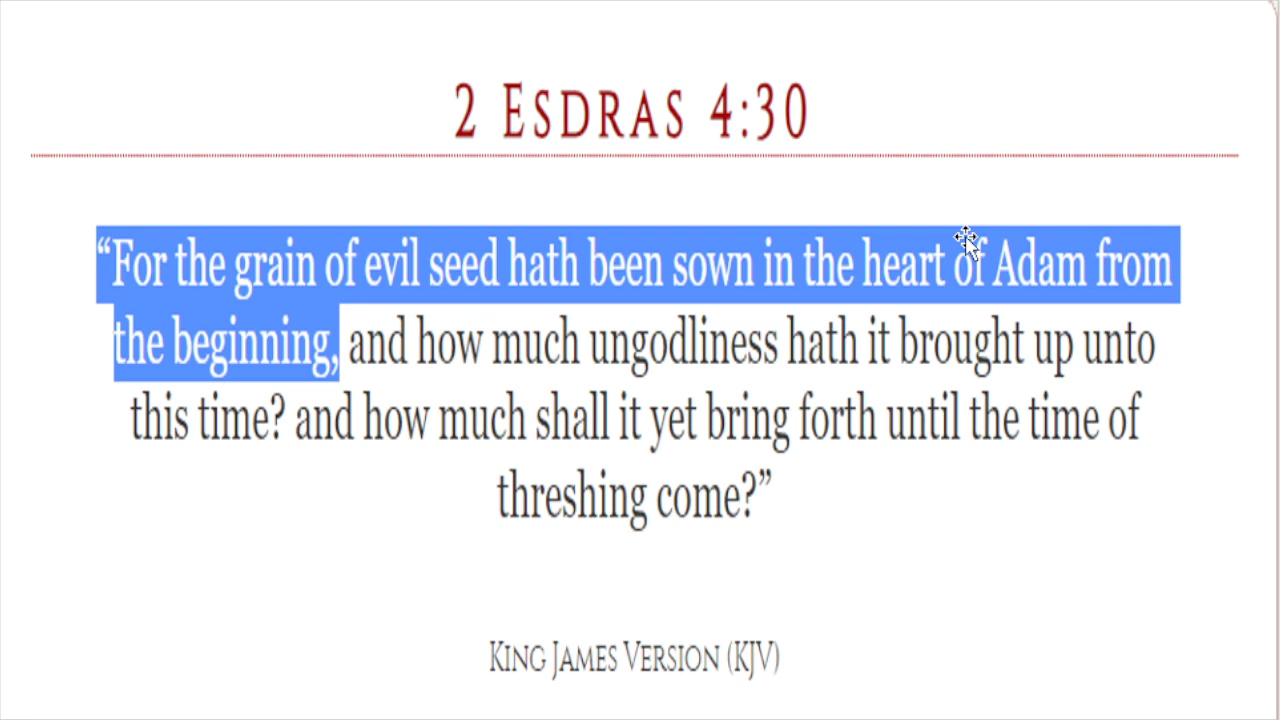 2 ESDRAS 4:30
“For the grain of evil seed hath been sown in the heart of Adam from
the beginning, and how much ungodliness hath it brought up unto
this time? and how much shall it yet bring forth until the time of
threshing come?”
KING JAMES VERSION (KJV)